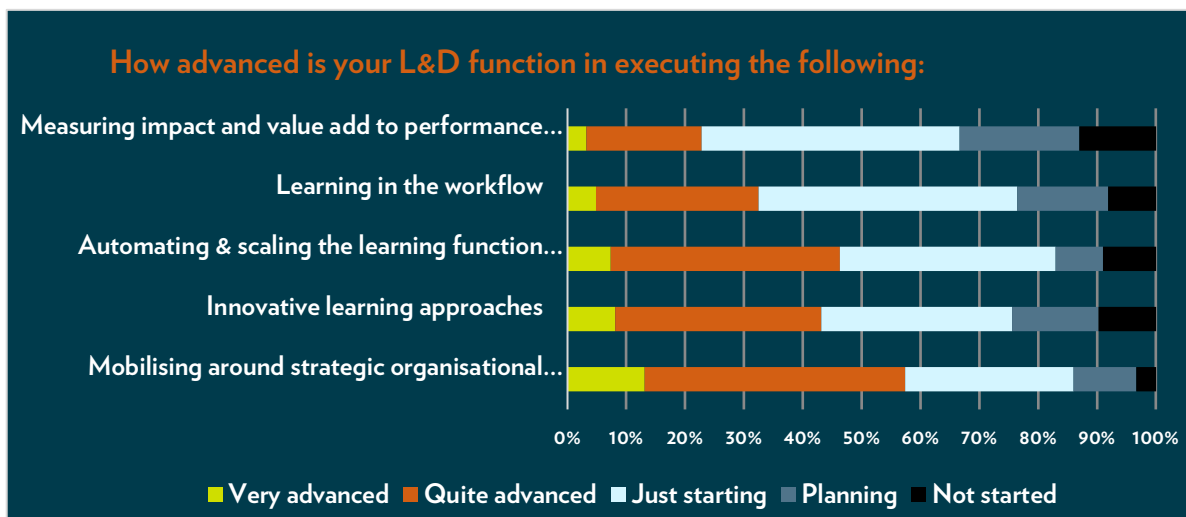 How advanced is your L&D function in executing the following:
Measuring impact and value add to performance...
Learning in the workflow
Automating & scaling the learning function...
Innovative learning approaches
Mobilising around strategic organisational...
0% 10% 20% 30% 40% 50% 60% 70% 80% 90% 100%
Very advanced Quite advanced Just starting Planning Not started